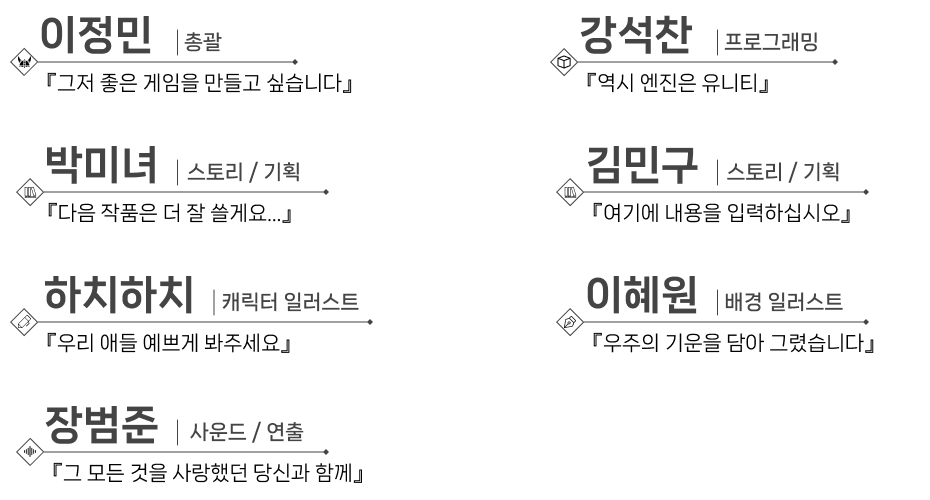 이정민 | 총괄
『그저 좋은 게임을 만들고 싶습니다』
강석찬 | 프로그래밍
『역시 엔진은 유니티』
박미녀 | 스토리 / 기획
『다음 작품은 더 잘 쓸게요...』
김민구 | 스토리 / 기획
『여기에 내용을 입력하십시오』
하치하치 | 캐릭터 일러스트
『우리 애들 예쁘게 봐주세요』
이혜원 | 배경 일러스트
『우주의 기운을 담아 그렸습니다』
장범준 | 사운드 / 연출
『그 모든 것을 사랑했던 당신과 함께』